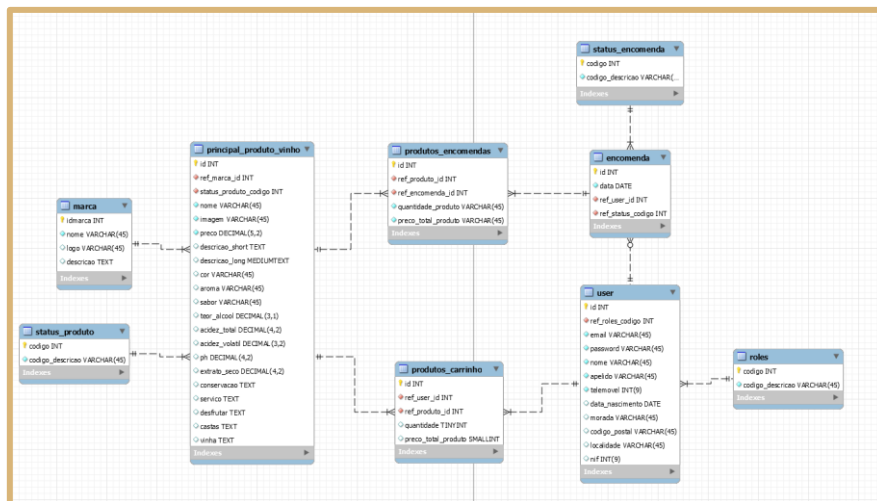 status_encomenda
codigo INT
codigo_descricao VARCHAR(...
Indexes
principal_produto_vinho
id INT
ref_marca_id INT
status_produto_codigo INT
nome VARCHAR(45)
imagem VARCHAR(45)
preco DECIMAL(5,2)
descricao_short TEXT
descricao_long MEDIUMTEXT
cor VARCHAR(45)
aroma VARCHAR(45)
sabor VARCHAR(45)
teor_alcool DECIMAL(3,1)
acidez_total DECIMAL(4,2)
acidez_volatil DECIMAL(3,2)
ph DECIMAL(4,2)
extrato_seco DECIMAL(4,2)
conservacao TEXT
servico TEXT
desfrutar TEXT
castas TEXT
vinha TEXT
Indexes
produtos_encomendas
id INT
ref_produto_id INT
ref_encomenda_id INT
quantidade_produto VARCHAR(45)
preco_total_produto VARCHAR(45)
Indexes
encomenda
id INT
data DATE
ref_user_id INT
ref_status_codigo INT
Indexes
marca
idmarca INT
nome VARCHAR(45)
logo VARCHAR(45)
descricao TEXT
Indexes
status_produto
codigo INT
codigo_descricao VARCHAR(45)
Indexes
produtos_carrinho
id INT
ref_user_id INT
ref_produto_id INT
quantidade TINYINT
preco_total_produto SMALLINT
Indexes
user
id INT
ref_roles_codigo INT
email VARCHAR(45)
password VARCHAR(45)
nome VARCHAR(45)
apelido VARCHAR(45)
telemovel INT(9)
data_nascimento DATE
morada VARCHAR(45)
codigo_postal VARCHAR(45)
localidade VARCHAR(45)
nif INT(9)
Indexes
roles
codigo INT
codigo_descricao VARCHAR(45)
Indexes